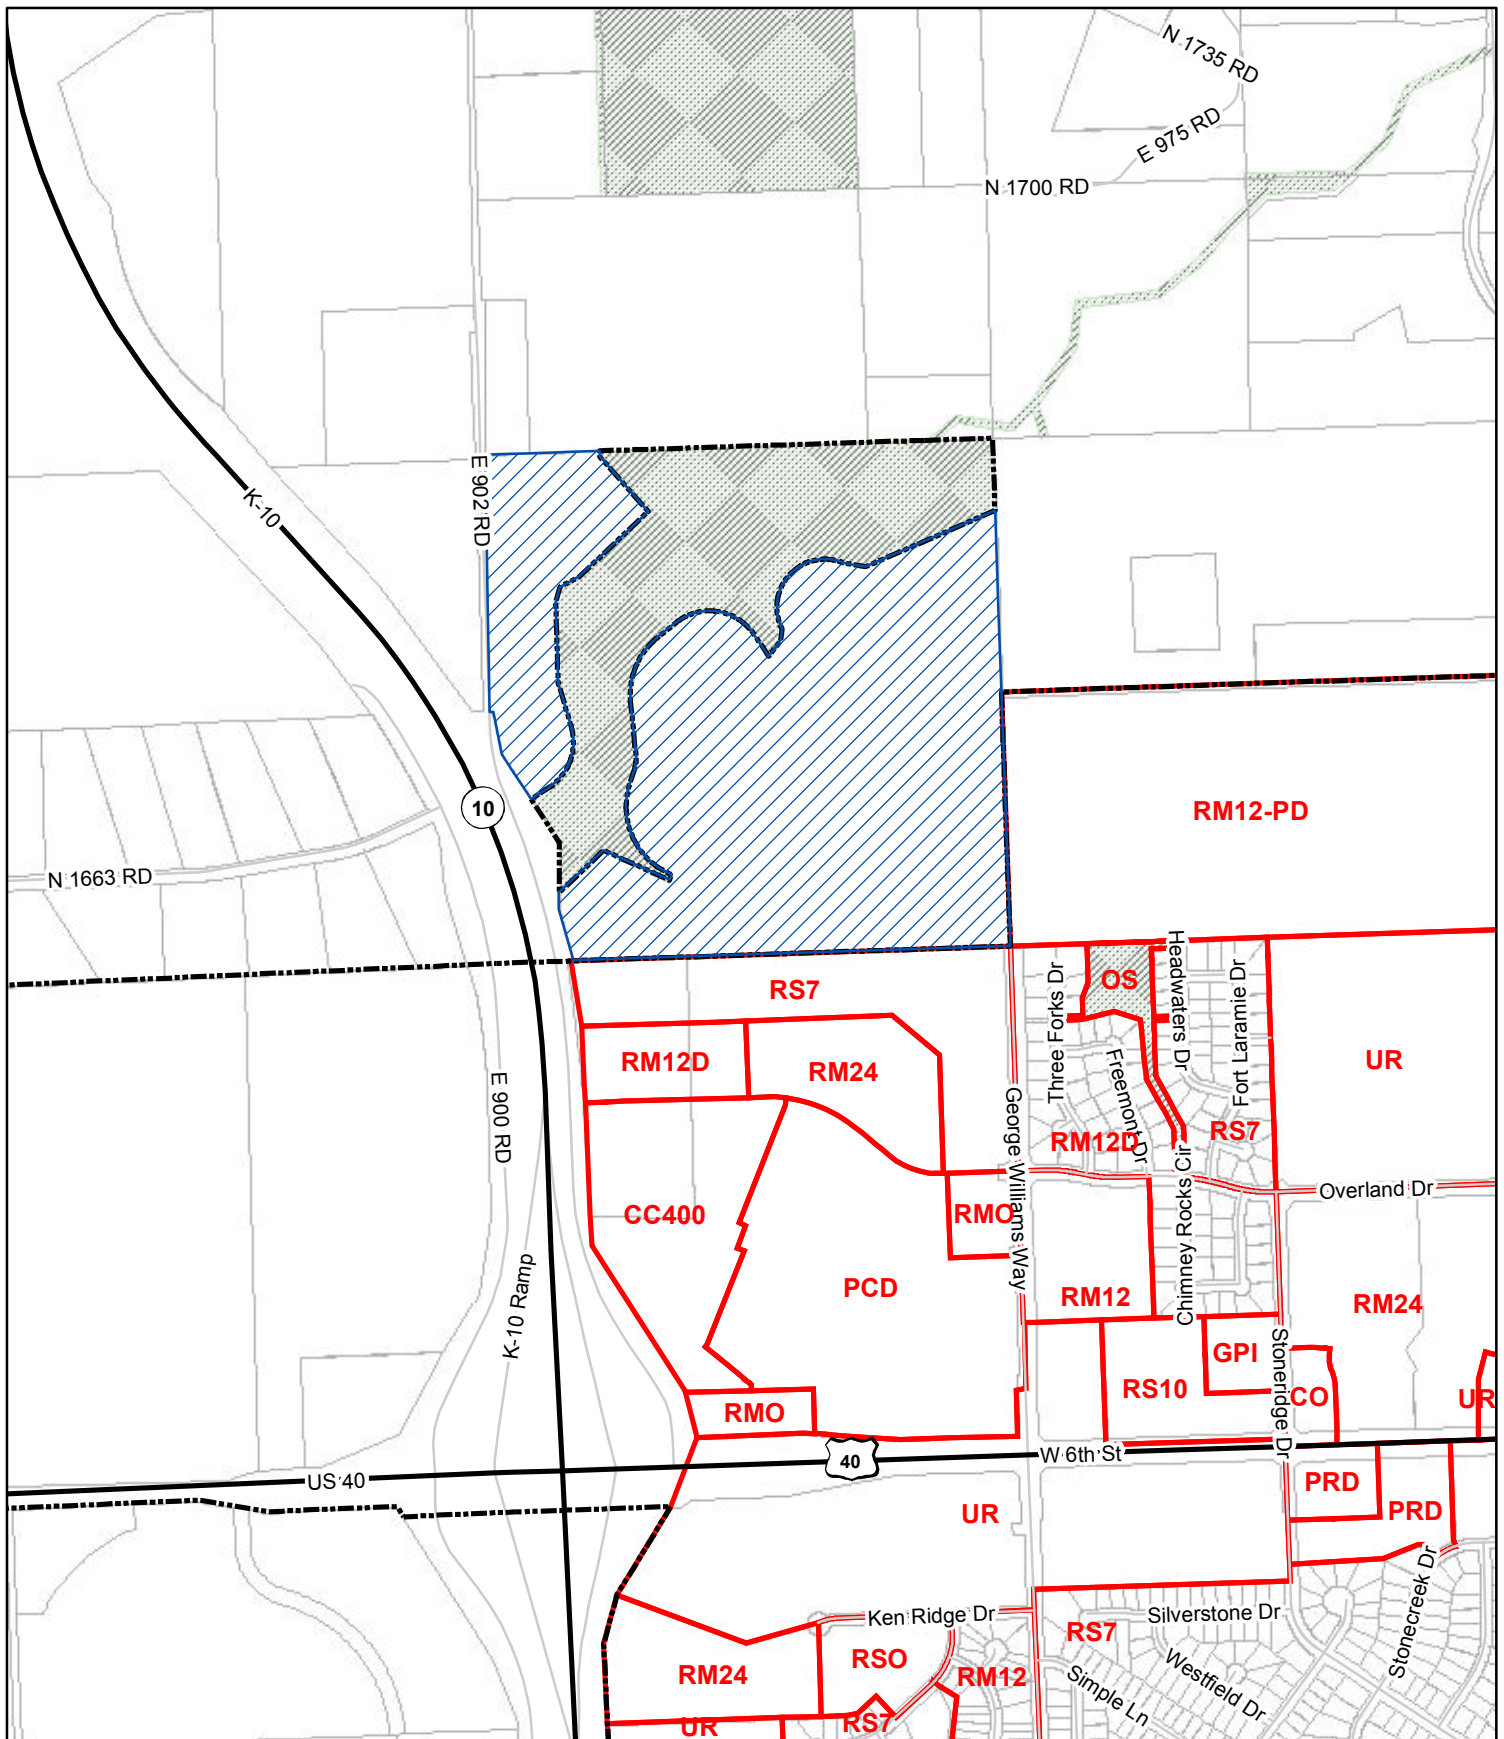 N 1735 RD
E 975 RD
N 1700 RD
E 902 RD
K-10
10
RM12-PD
N 1663 RD
RS7
OS
Three Forks Dr
Headwaters Dr
Fort Laramie Dr
Freemont Dr
RM12D
RM24
UR
E 900 RD
George Williams Way
RM12D
RS7
Chimney Rocks Cir
Overland Dr
CC400
RMO
K-10 Ramp
PCD
RM12
RM24
GPI
Stoneridge Dr
RS10
CO
UR
RMO
40
W 6th St
US 40
PRD
PRD
UR
Stonecreek Dr
Ken Ridge Dr
Silverstone Dr
RS7
RSO
RM24
RM12
Simple Ln
Westfield Dr
UR
RS7